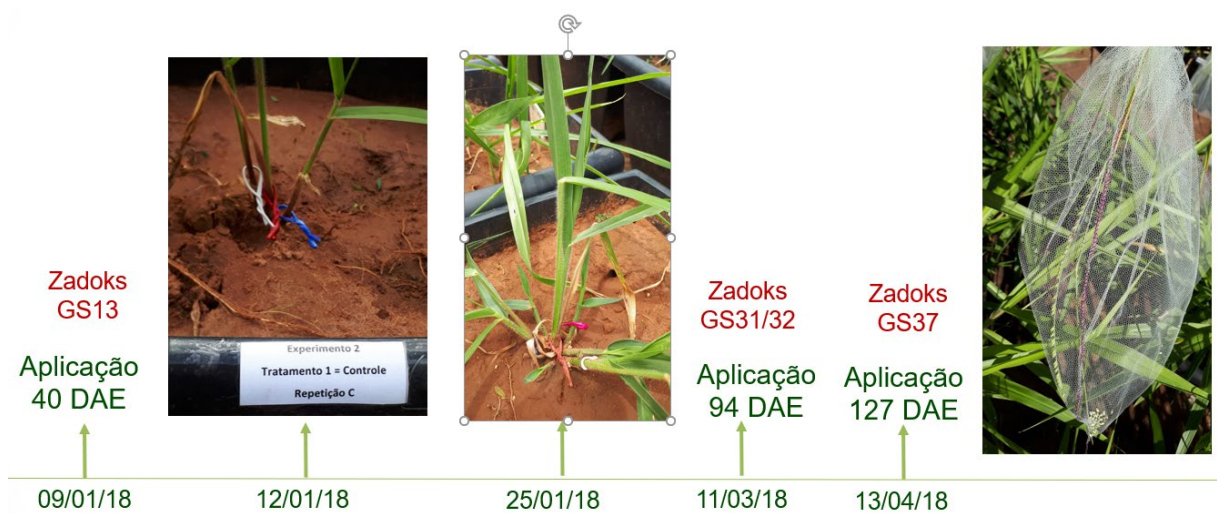 Zadoks
GS13
Aplicação
40 DAE
Experimento 2
Tratamento 1 = Controle
Repetição C
Zadoks
GS31/32
Aplicação
94 DAE
Zadoks
GS37
Aplicação
127 DAE
09/01/18
12/01/18
25/01/18
11/03/18
13/04/18